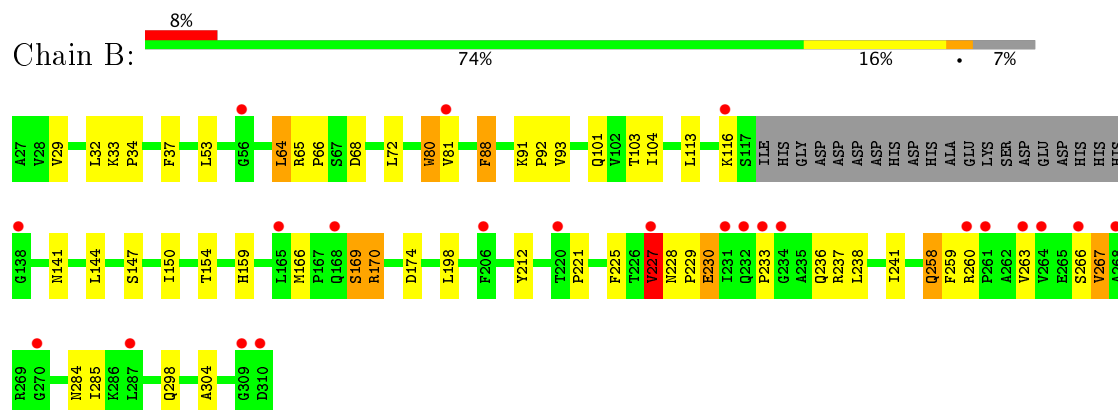 8%
Chain B:
74% 16% • 7%
A27 V28 V29 L32 K33 P34 F37 L53 G56 L64 R65 P66 S67 D68 L72 W80 V81 F88 K91 P92 V93 Q101 V102 T103 I104 L113 K116 S117 ILE HIS GLY ASP ASP ASP ASP HIS ASP HIS ALA GLU LYS SER ASP GLU ASP HIS HIS HIS
G138 N141 L144 S147 I150 T154 H159 L165 M166 P167 Q168 S169 R170 D174 L198 F206 Y212 T220 P221 F225 T226 V227 N228 P229 E230 I231 Q232 P233 G234 A235 Q236 R237 L238 I241 Q258 F259 R260 P261 A262 V263 V264 E265 S266 V267 A268
R269 G270 N284 I285 K286 L287 Q298 A304 G309 D310